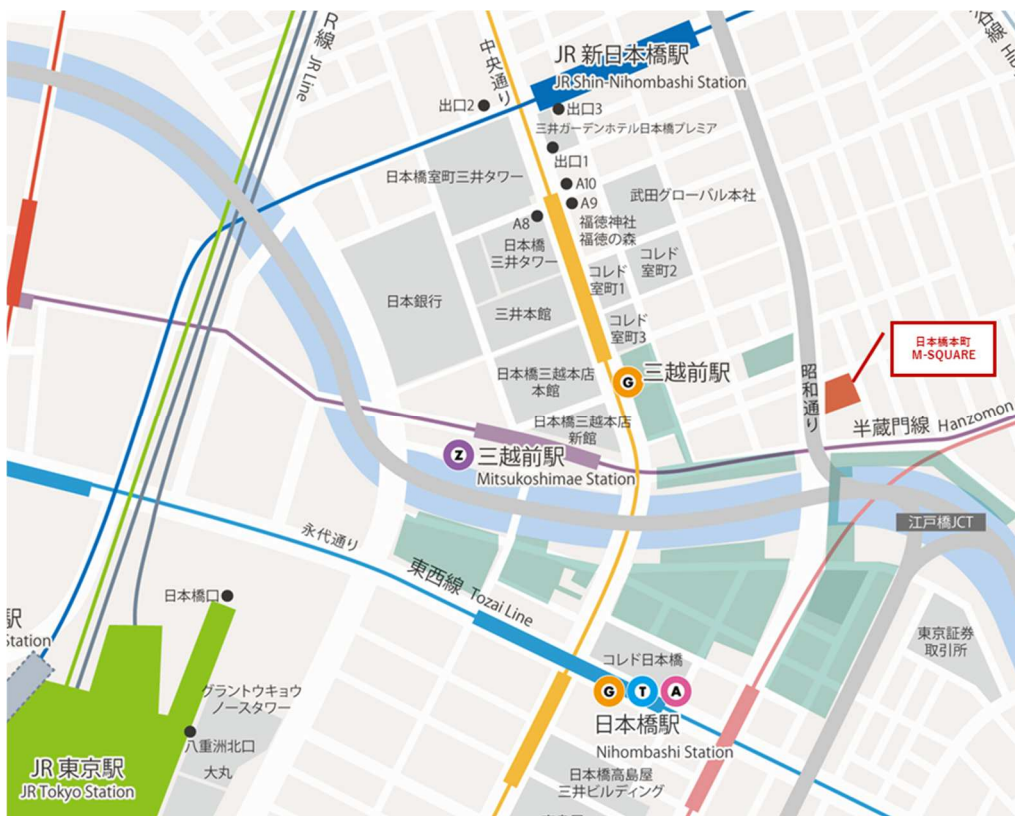 R線 JR Line
中央通り
JR 新日本橋駅
JR Shin-Nihombashi Station
出口2
出口3
三井ガーデンホテル日本橋プレミア
出口1
日本橋室町三井タワー
A10
A9
武田グローバル本社
A8
福徳神社
福徳の森
日本橋
三井タワー
コレド
室町2
コレド
室町1
日本銀行
三井本館
コレド
室町3
日本橋本町
M-SQUARE
G
三越前駅
日本橋三越本店
本館
昭和通り
日本橋三越本店
新館
半蔵門線 Hanzomon
Z
三越前駅
Mitsukoshimae Station
江戸橋JCT
永代通り
東西線 Tozai Line
日本橋口
駅
Station
東京証券
取引所
コレド日本橋
G T A
日本橋駅
Nihombashi Station
グラントウキョウ
ノースタワー
八重洲北口
大丸
JR 東京駅
JR Tokyo Station
日本橋高島屋
三井ビルディング